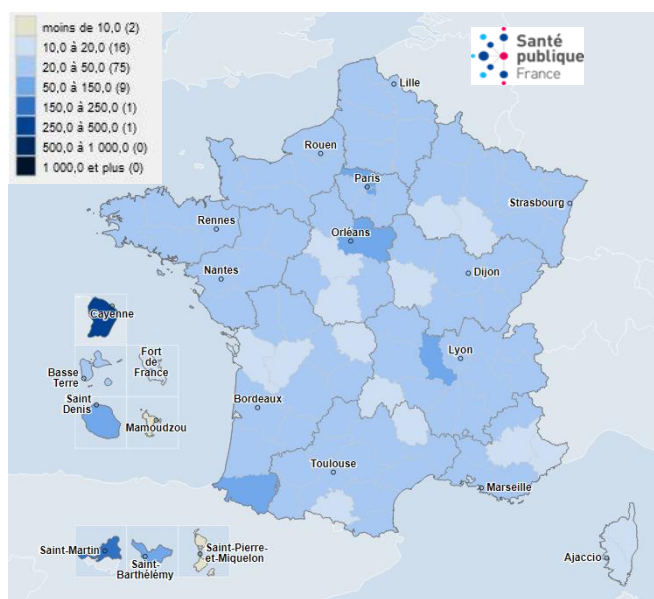 moins de 10,0 (2)
10,0 à 20,0 (16)
20,0 à 50,0 (75)
50,0 à 150,0 (9)
150,0 à 250,0 (1)
250,0 à 500,0 (1)
500,0 à 1 000,0 (0)
1 000,0 et plus (0)
Santé
publique
France
Lille
Rouen
Paris
Strasbourg
Rennes
Orléans
Nantes
Dijon
Cayenne
Lyon
Fort
de
France
Basse
Terre
Saint
Denis
Mamoudzou
Bordeaux
Toulouse
Marseille
Saint-Martin
Saint-
Barthélémy
Saint-Pierre-
et-Miquelon
Ajaccio